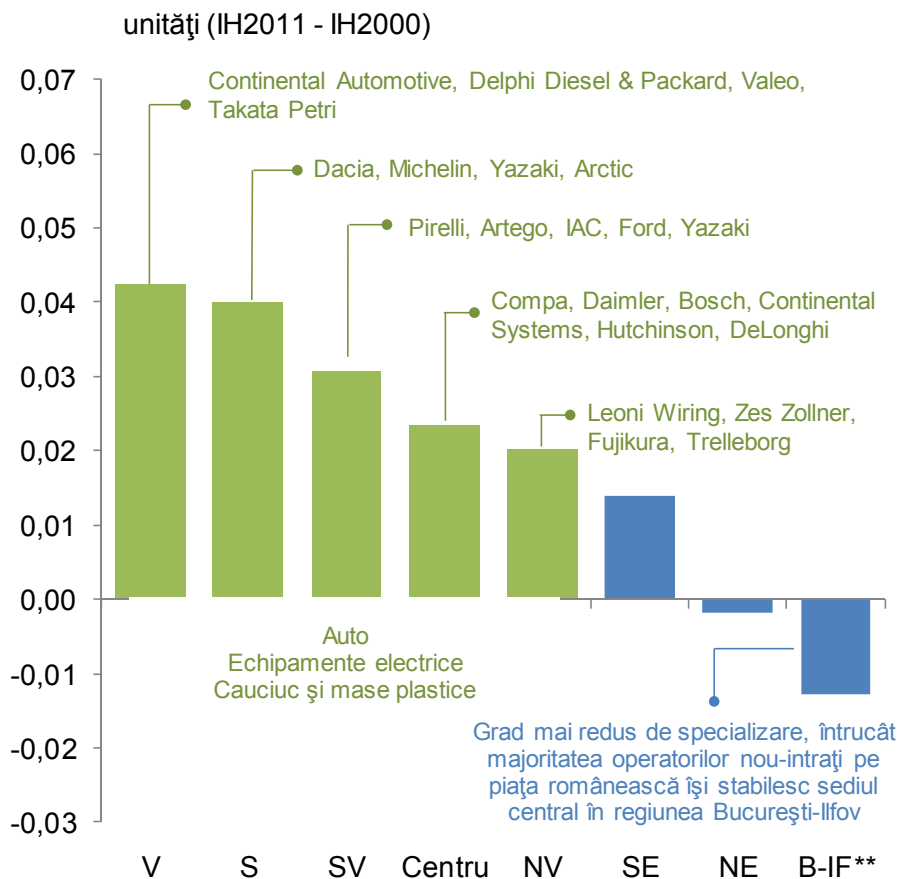 unităţi (IH2011 - IH2000)
0,07
0,06
0,05
0,04
0,03
0,02
0,01
0,00
-0,01
-0,02
-0,03
Continental Automotive, Delphi Diesel & Packard, Valeo,
Takata Petri
Dacia, Michelin, Yazaki, Arctic
Pirelli, Artego, IAC, Ford, Yazaki
Compa, Daimler, Bosch, Continental
Systems, Hutchinson, DeLonghi
Leoni Wiring, Zes Zollner,
Fujikura, Trelleborg
Auto
Echipamente electrice
Cauciuc şi mase plastice
Grad mai redus de specializare, întrucât
majoritatea operatorilor nou-intraţi pe
piaţa românească îşi stabilesc sediul
central în regiunea Bucureşti-Ilfov
V S SV Centru NV SE NE B-IF**